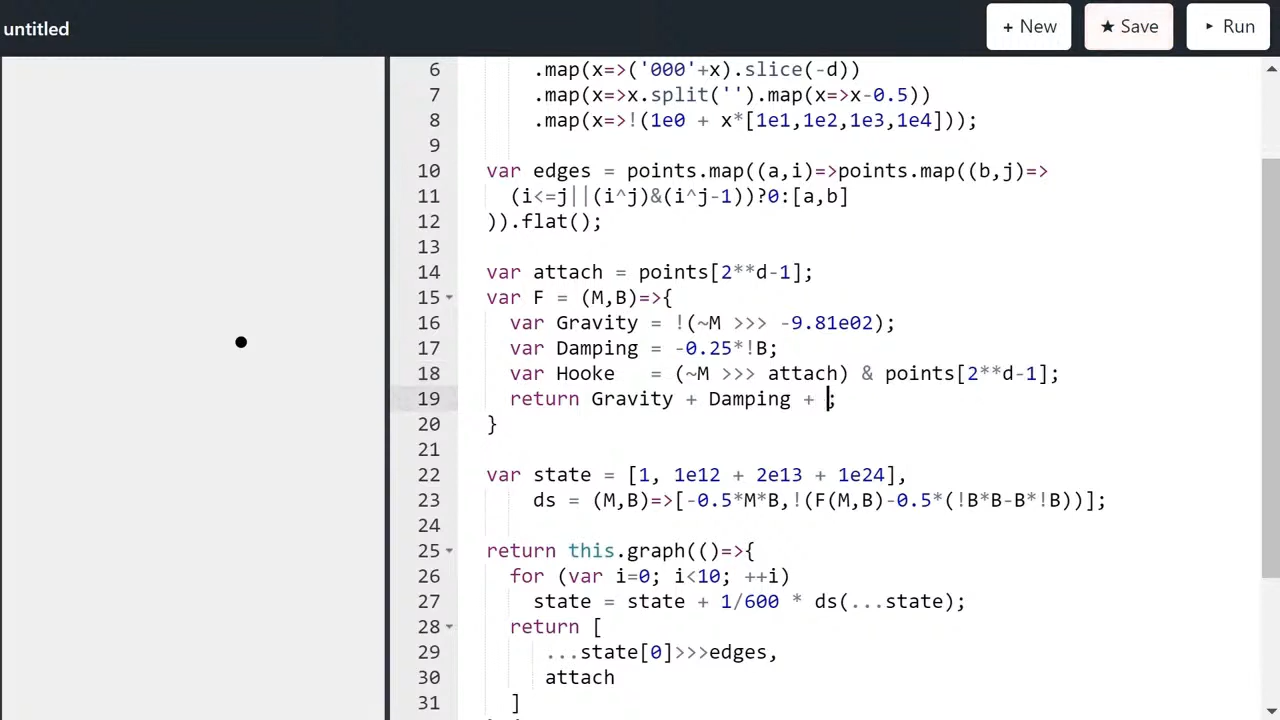 untitled
+ New
★ Save
▸ Run
6 .map(x=>('000'+x).slice(-d))
7 .map(x=>x.split('').map(x=>x-0.5))
8 .map(x=>!(1e0 + x*[1e1,1e2,1e3,1e4]));
9
10 var edges = points.map((a,i)=>points.map((b,j)=>
11 (i<=j||(i^j)&(i^j-1))?0:[a,b]
12 )).flat();
13
14 var attach = points[2**d-1];
15 var F = (M,B)=>{
16 var Gravity = !(~M >>> -9.81e02);
17 var Damping = -0.25*!B;
18 var Hooke = (~M >>> attach) & points[2**d-1];
19 return Gravity + Damping + ;
20 }
21
22 var state = [1, 1e12 + 2e13 + 1e24],
23 ds = (M,B)=>[-0.5*M*B,!(F(M,B)-0.5*(!B*B-B*!B))];
24
25 return this.graph(()=>{
26 for (var i=0; i<10; ++i)
27 state = state + 1/600 * ds(...state);
28 return [
29 ...state[0]>>>edges,
30 attach
31 ]